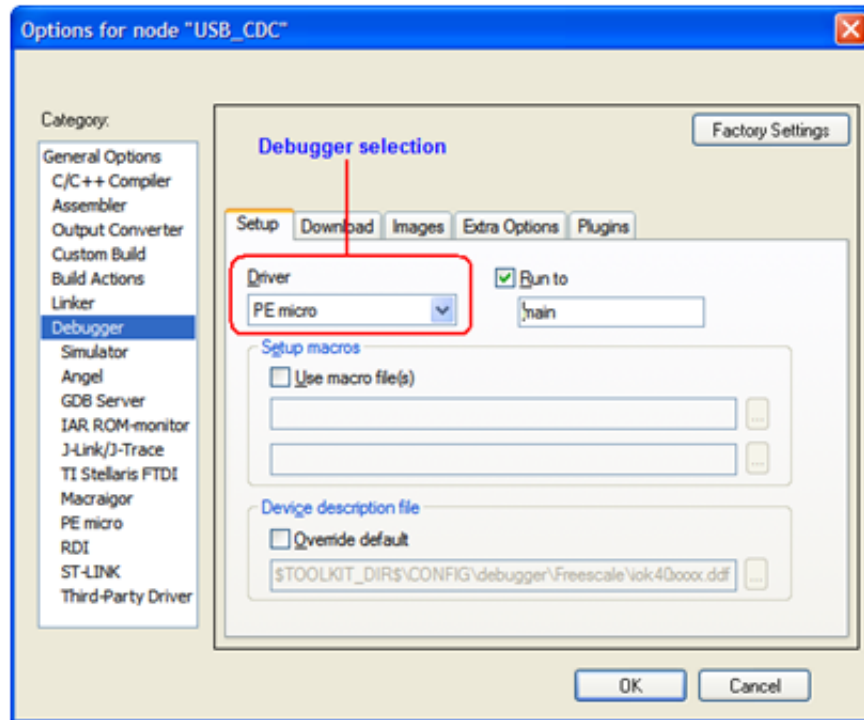 Options for node "USB_CDC"
Category:
General Options
C/C++ Compiler
Assembler
Output Converter
Custom Build
Build Actions
Linker
Debugger
Simulator
Angel
GDB Server
IAR ROM-monitor
J-Link/J-Trace
TI Stellaris FTDI
Macraigor
PE micro
RDI
ST-LINK
Third-Party Driver
Factory Settings
Debugger selection
Setup Download Images Extra Options Plugins
Driver
PE micro
Run to
main
Setup macros
Use macro file(s)
...
...
Device description file
Override default
$TOOLKIT_DIR$\CONFIG\debugger\Freescale\iok40xxxx.ddf
...
OK Cancel